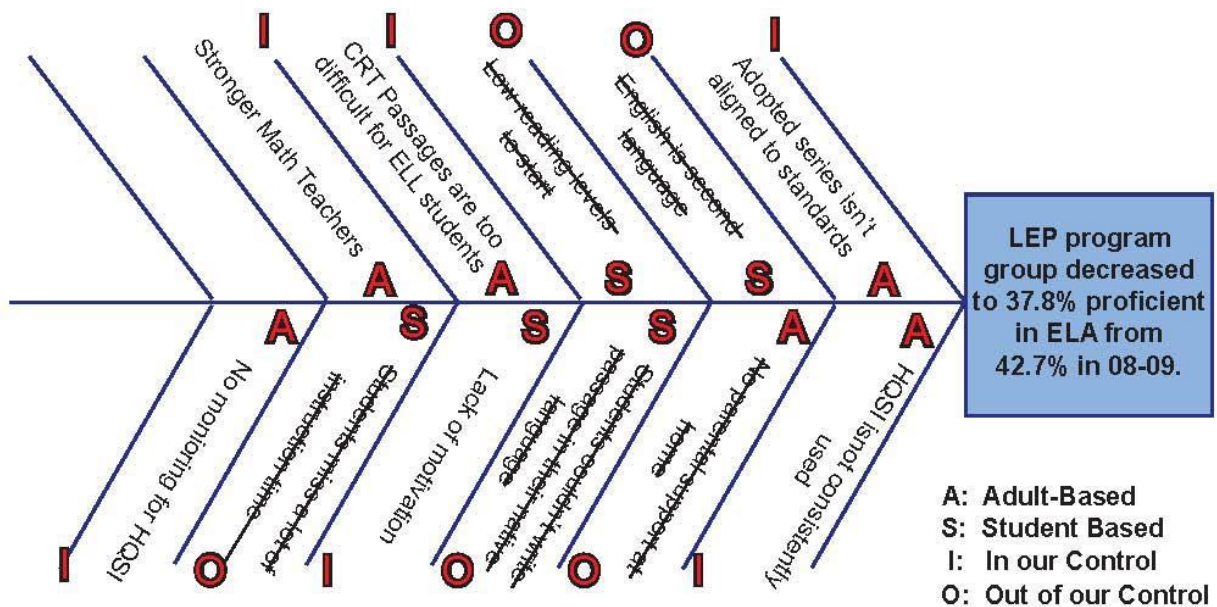 I
I
O
O
I
Stronger Math Teachers
CRT Passages are too
difficult for ELL students
Low reading levels
to start
English is second
language
Adopted series isn't
aligned to standards
A
A
S
S
A
LEP program
group decreased
to 37.8% proficient
in ELA from
42.7% in 08-09.
A
S
S
S
A
A
No moniioring for HQSI
Students miss a lot of
instruction time
Lack of motivation
Students couldn't write
passage in their native
language
No parental support at
home
HQSI isnot consistently
used
I
O
I
O
O
I
A: Adult-Based
S: Student Based
I: In our Control
O: Out of our Control